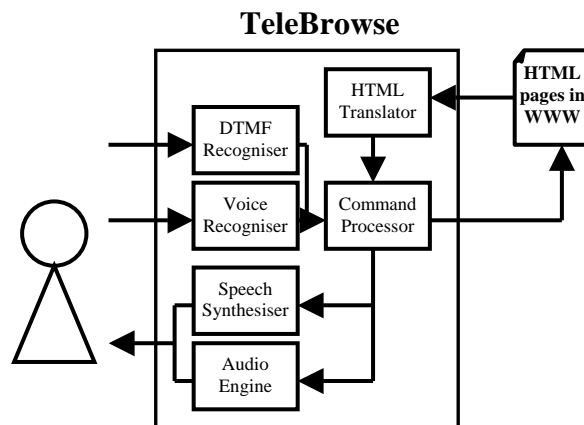 TeleBrowse
HTML
Translator
HTML
pages in
WWW
DTMF
Recogniser
Voice
Recogniser
Command
Processor
Speech
Synthesiser
Audio
Engine